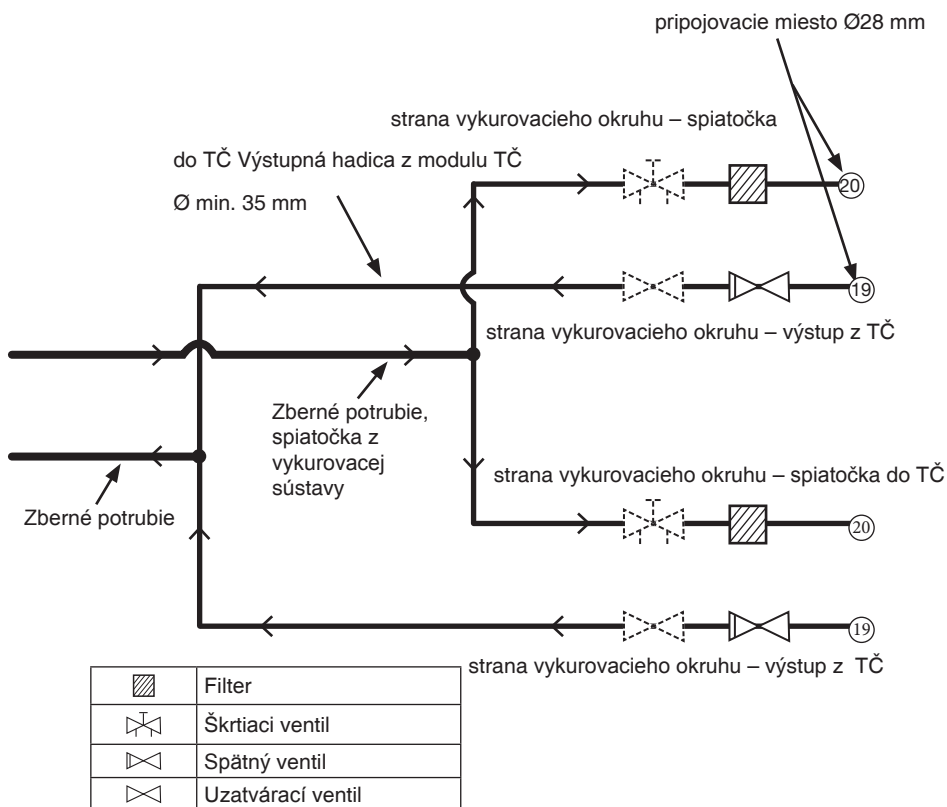 pripojovacie miesto Ø28 mm
strana vykurovacieho okruhu – spiatočka
do TČ Výstupná hadica z modulu TČ
Ø min. 35 mm
20
19
strana vykurovacieho okruhu – výstup z TČ
Zberné potrubie,
spiatočka z
vykurovacej
sústavy
strana vykurovacieho okruhu – spiatočka do TČ
Zberné potrubie
20
19
strana vykurovacieho okruhu – výstup z TČ
Filter
Škrtiaci ventil
Spätný ventil
Uzatvárací ventil